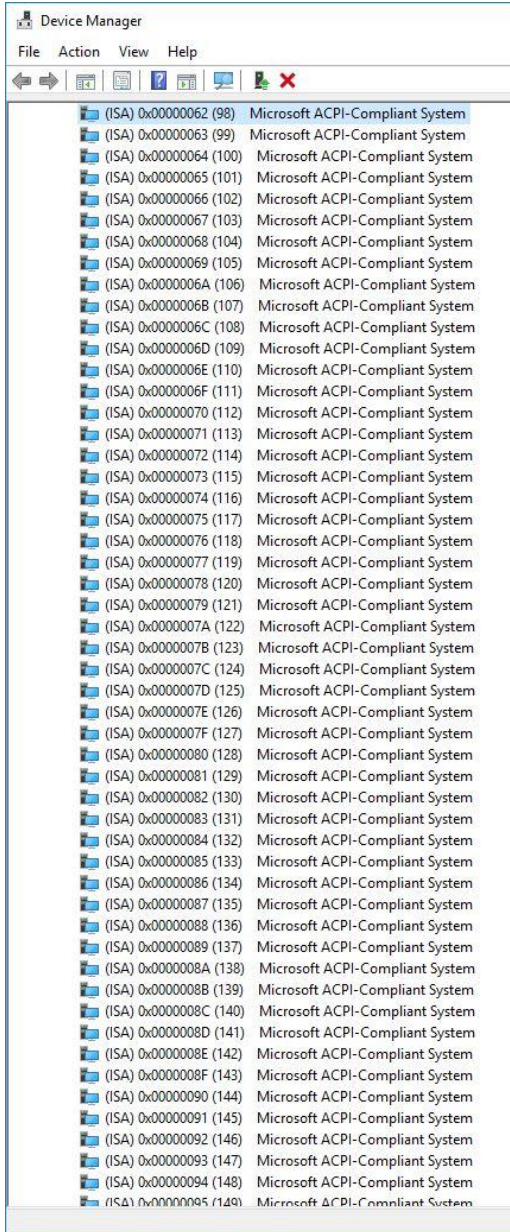 Device Manager
File Action View Help
(ISA) 0x00000062 (98) Microsoft ACPI-Compliant System
(ISA) 0x00000063 (99) Microsoft ACPI-Compliant System
(ISA) 0x00000064 (100) Microsoft ACPI-Compliant System
(ISA) 0x00000065 (101) Microsoft ACPI-Compliant System
(ISA) 0x00000066 (102) Microsoft ACPI-Compliant System
(ISA) 0x00000067 (103) Microsoft ACPI-Compliant System
(ISA) 0x00000068 (104) Microsoft ACPI-Compliant System
(ISA) 0x00000069 (105) Microsoft ACPI-Compliant System
(ISA) 0x0000006A (106) Microsoft ACPI-Compliant System
(ISA) 0x0000006B (107) Microsoft ACPI-Compliant System
(ISA) 0x0000006C (108) Microsoft ACPI-Compliant System
(ISA) 0x0000006D (109) Microsoft ACPI-Compliant System
(ISA) 0x0000006E (110) Microsoft ACPI-Compliant System
(ISA) 0x0000006F (111) Microsoft ACPI-Compliant System
(ISA) 0x00000070 (112) Microsoft ACPI-Compliant System
(ISA) 0x00000071 (113) Microsoft ACPI-Compliant System
(ISA) 0x00000072 (114) Microsoft ACPI-Compliant System
(ISA) 0x00000073 (115) Microsoft ACPI-Compliant System
(ISA) 0x00000074 (116) Microsoft ACPI-Compliant System
(ISA) 0x00000075 (117) Microsoft ACPI-Compliant System
(ISA) 0x00000076 (118) Microsoft ACPI-Compliant System
(ISA) 0x00000077 (119) Microsoft ACPI-Compliant System
(ISA) 0x00000078 (120) Microsoft ACPI-Compliant System
(ISA) 0x00000079 (121) Microsoft ACPI-Compliant System
(ISA) 0x0000007A (122) Microsoft ACPI-Compliant System
(ISA) 0x0000007B (123) Microsoft ACPI-Compliant System
(ISA) 0x0000007C (124) Microsoft ACPI-Compliant System
(ISA) 0x0000007D (125) Microsoft ACPI-Compliant System
(ISA) 0x0000007E (126) Microsoft ACPI-Compliant System
(ISA) 0x0000007F (127) Microsoft ACPI-Compliant System
(ISA) 0x00000080 (128) Microsoft ACPI-Compliant System
(ISA) 0x00000081 (129) Microsoft ACPI-Compliant System
(ISA) 0x00000082 (130) Microsoft ACPI-Compliant System
(ISA) 0x00000083 (131) Microsoft ACPI-Compliant System
(ISA) 0x00000084 (132) Microsoft ACPI-Compliant System
(ISA) 0x00000085 (133) Microsoft ACPI-Compliant System
(ISA) 0x00000086 (134) Microsoft ACPI-Compliant System
(ISA) 0x00000087 (135) Microsoft ACPI-Compliant System
(ISA) 0x00000088 (136) Microsoft ACPI-Compliant System
(ISA) 0x00000089 (137) Microsoft ACPI-Compliant System
(ISA) 0x0000008A (138) Microsoft ACPI-Compliant System
(ISA) 0x0000008B (139) Microsoft ACPI-Compliant System
(ISA) 0x0000008C (140) Microsoft ACPI-Compliant System
(ISA) 0x0000008D (141) Microsoft ACPI-Compliant System
(ISA) 0x0000008E (142) Microsoft ACPI-Compliant System
(ISA) 0x0000008F (143) Microsoft ACPI-Compliant System
(ISA) 0x00000090 (144) Microsoft ACPI-Compliant System
(ISA) 0x00000091 (145) Microsoft ACPI-Compliant System
(ISA) 0x00000092 (146) Microsoft ACPI-Compliant System
(ISA) 0x00000093 (147) Microsoft ACPI-Compliant System
(ISA) 0x00000094 (148) Microsoft ACPI-Compliant System
(ISA) 0x00000095 (149) Microsoft ACPI-Compliant System